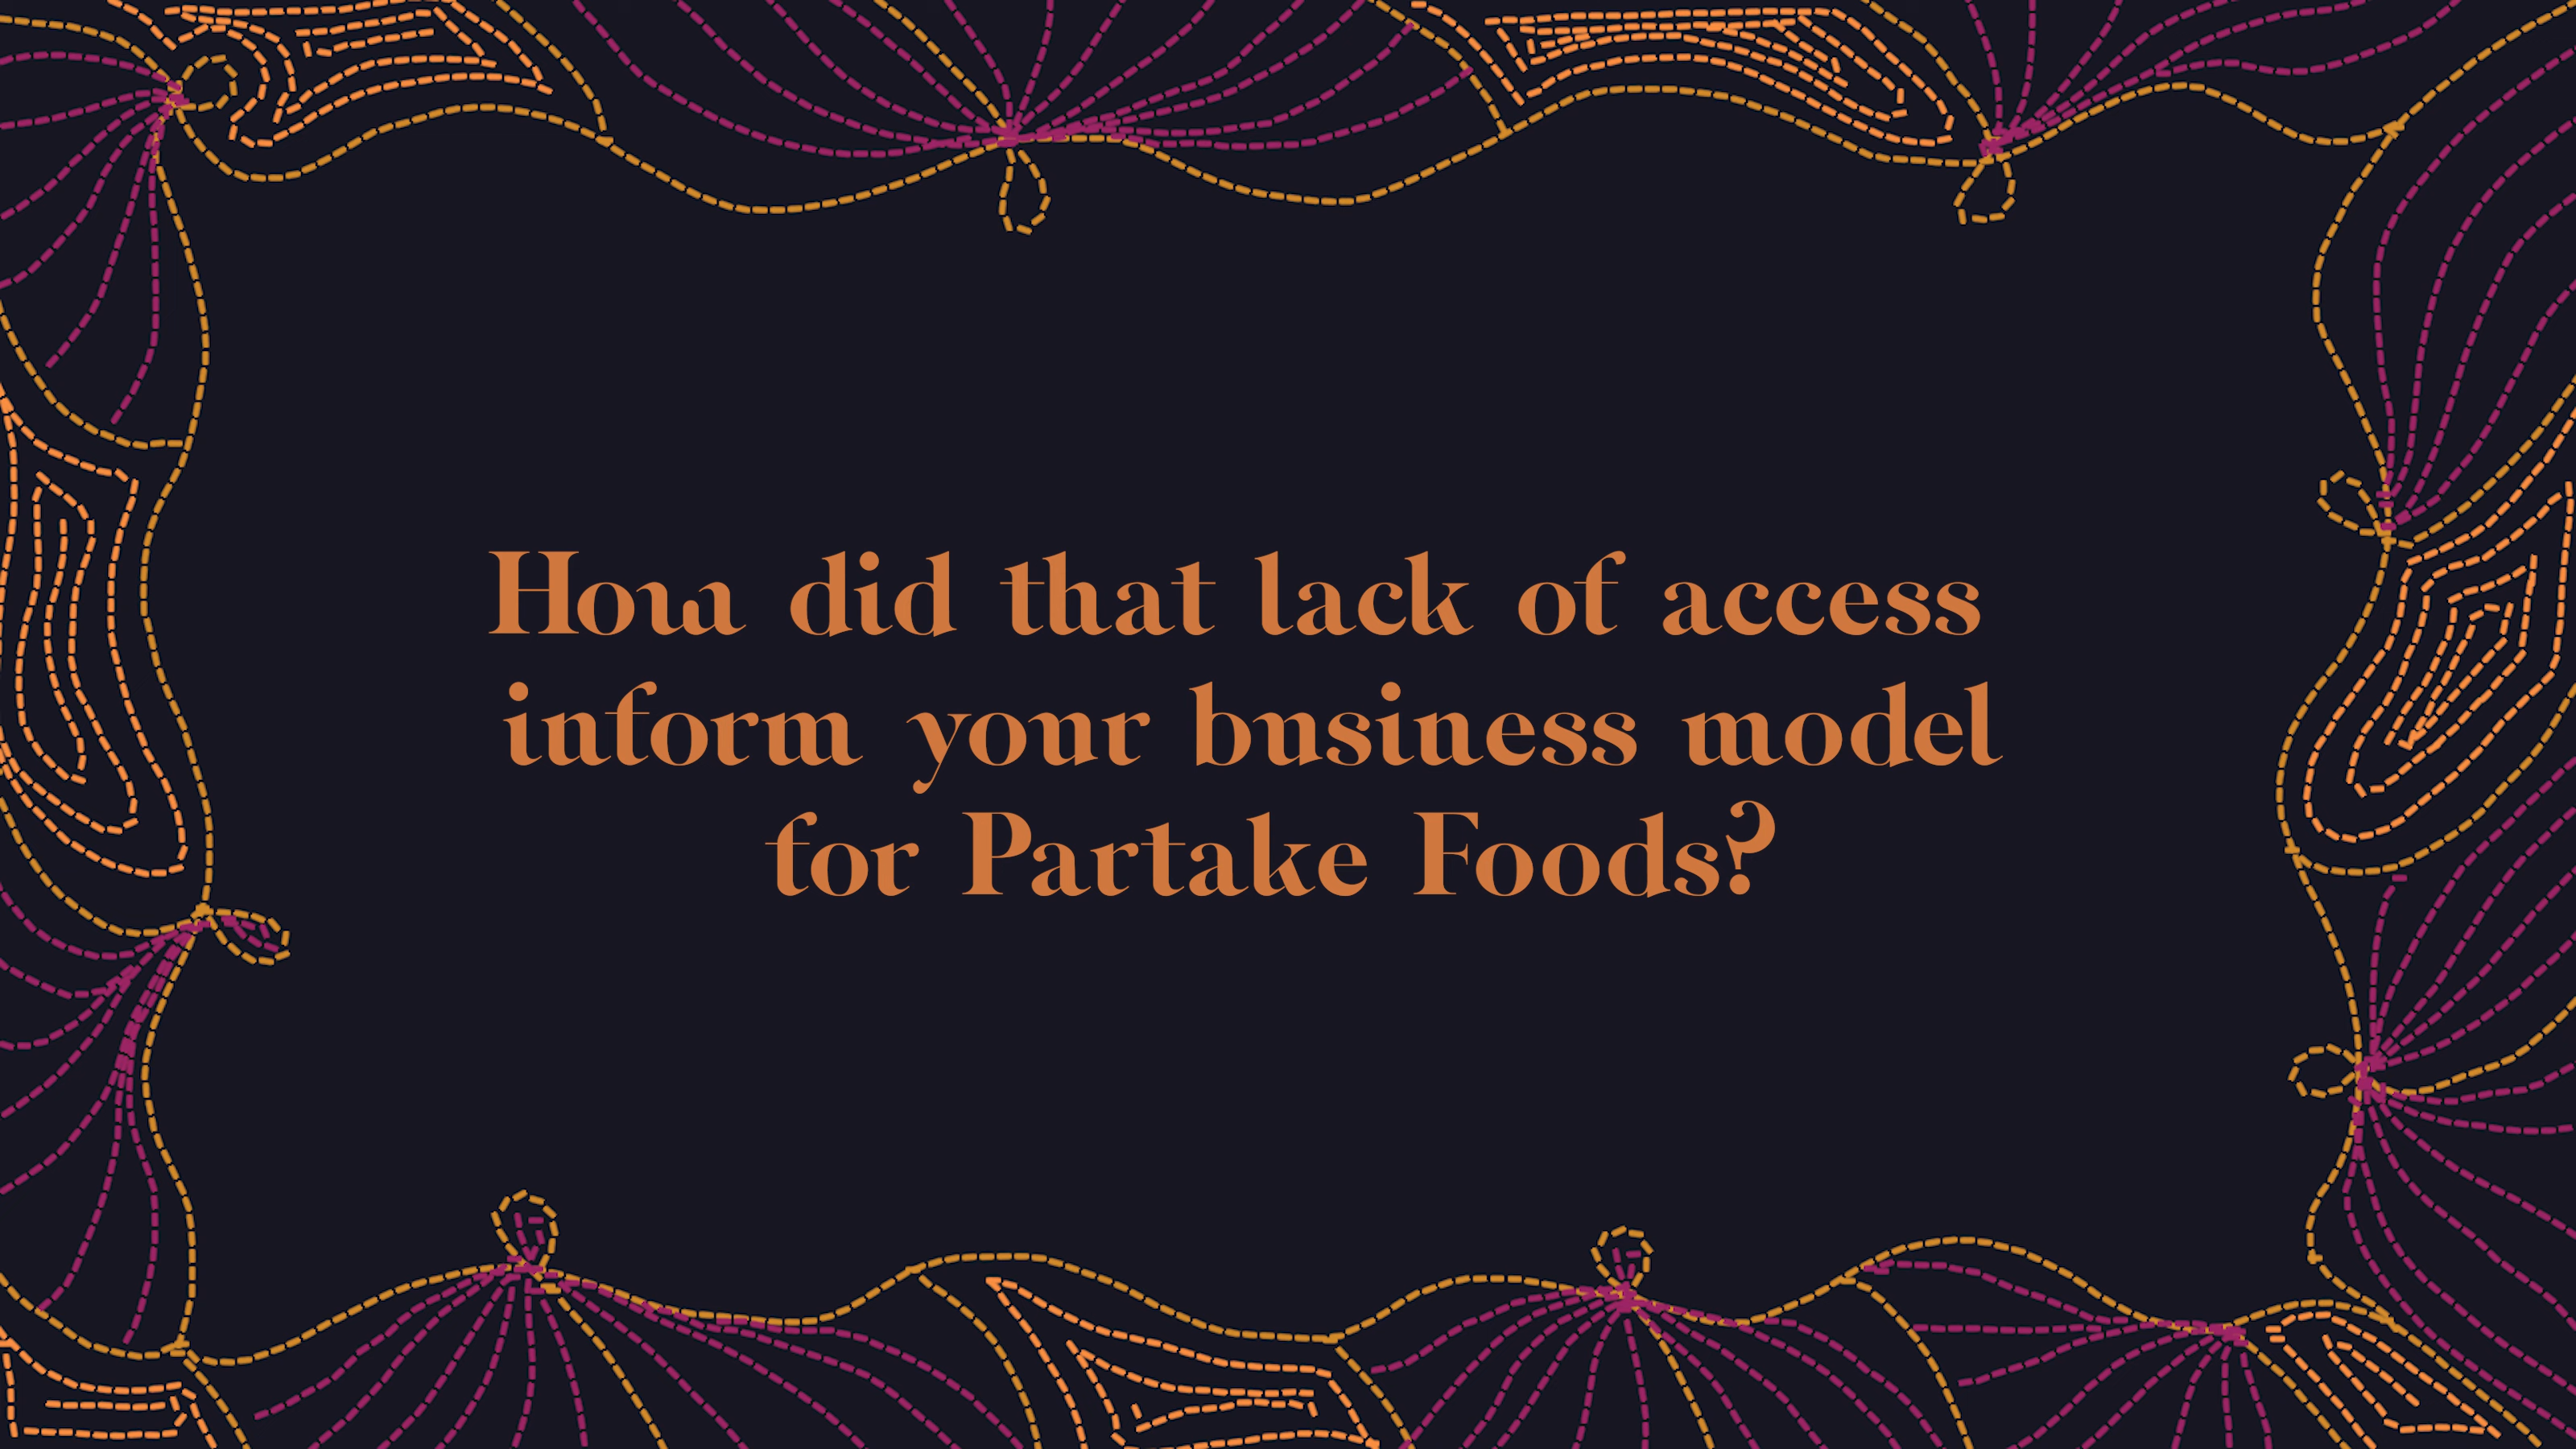 How did that lack of access
inform your business model
for Partake Foods?